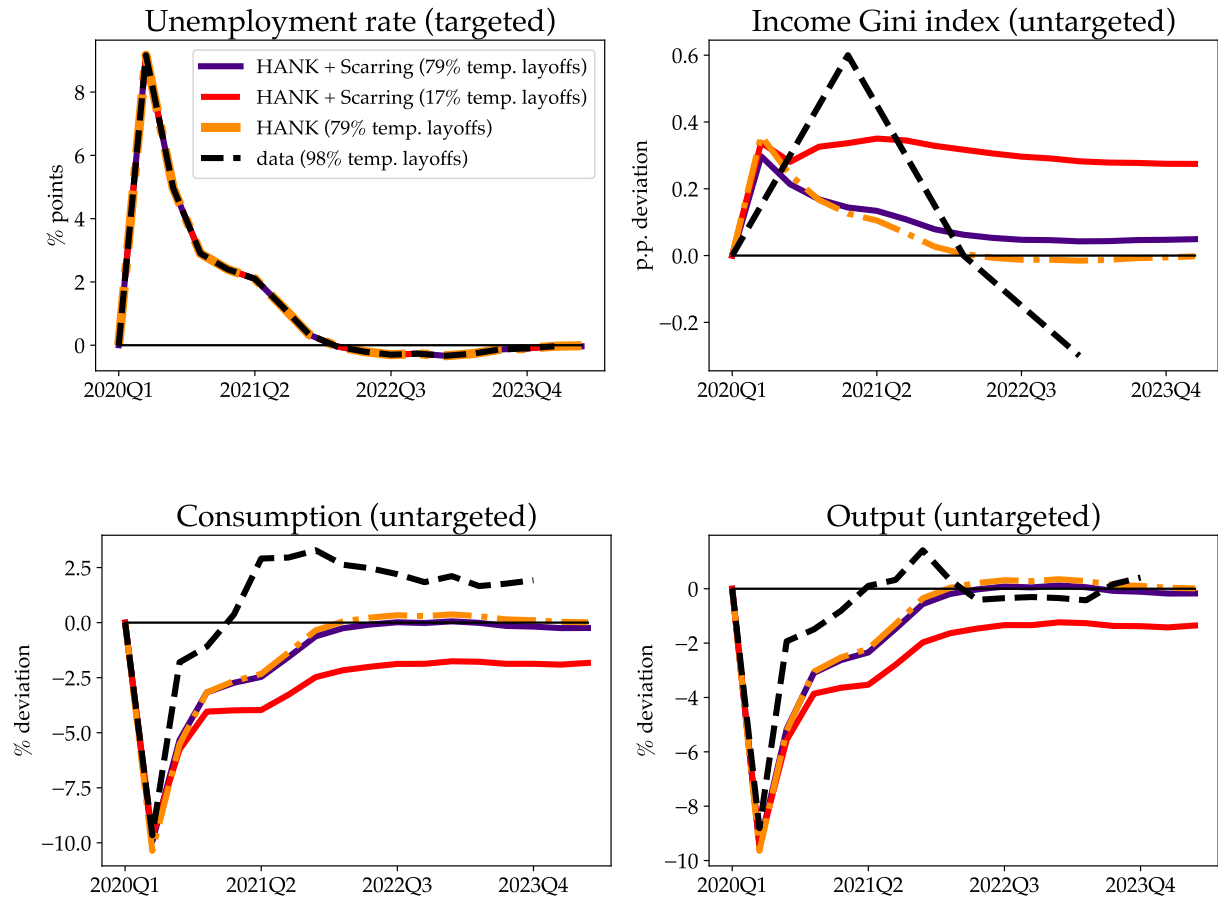 Unemployment rate (targeted)
% points
8
6
4
2
0
2020Q1
2021Q2
2022Q3
2023Q4
HANK + Scarring (79% temp. layoffs)
HANK + Scarring (17% temp. layoffs)
HANK (79% temp. layoffs)
data (98% temp. layoffs)
Income Gini index (untargeted)
p.p. deviation
0.6
0.4
0.2
0.0
−0.2
2020Q1
2021Q2
2022Q3
2023Q4
Consumption (untargeted)
% deviation
2.5
0.0
−2.5
−5.0
−7.5
−10.0
2020Q1
2021Q2
2022Q3
2023Q4
Output (untargeted)
% deviation
0
−2
−4
−6
−8
−10
2020Q1
2021Q2
2022Q3
2023Q4